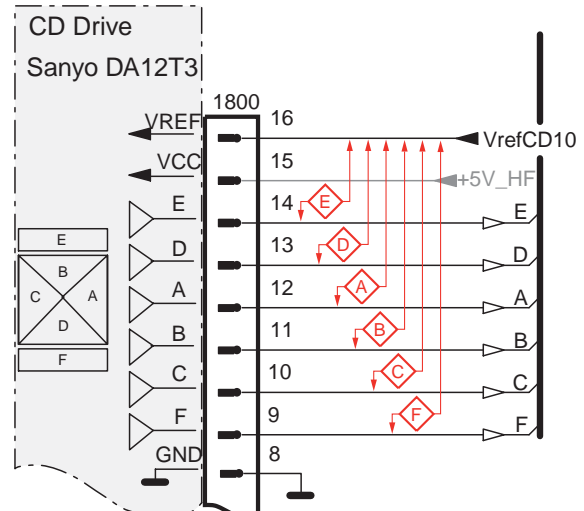 CD Drive
Sanyo DA12T3
1800
VREF 16 VrefCD10
VCC 15 +5V_HF
E 14 E E
D 13 D D
A 12 A A
B 11 B B
C 10 C C
F 9 F F
GND 8
E
B
C A
D
F